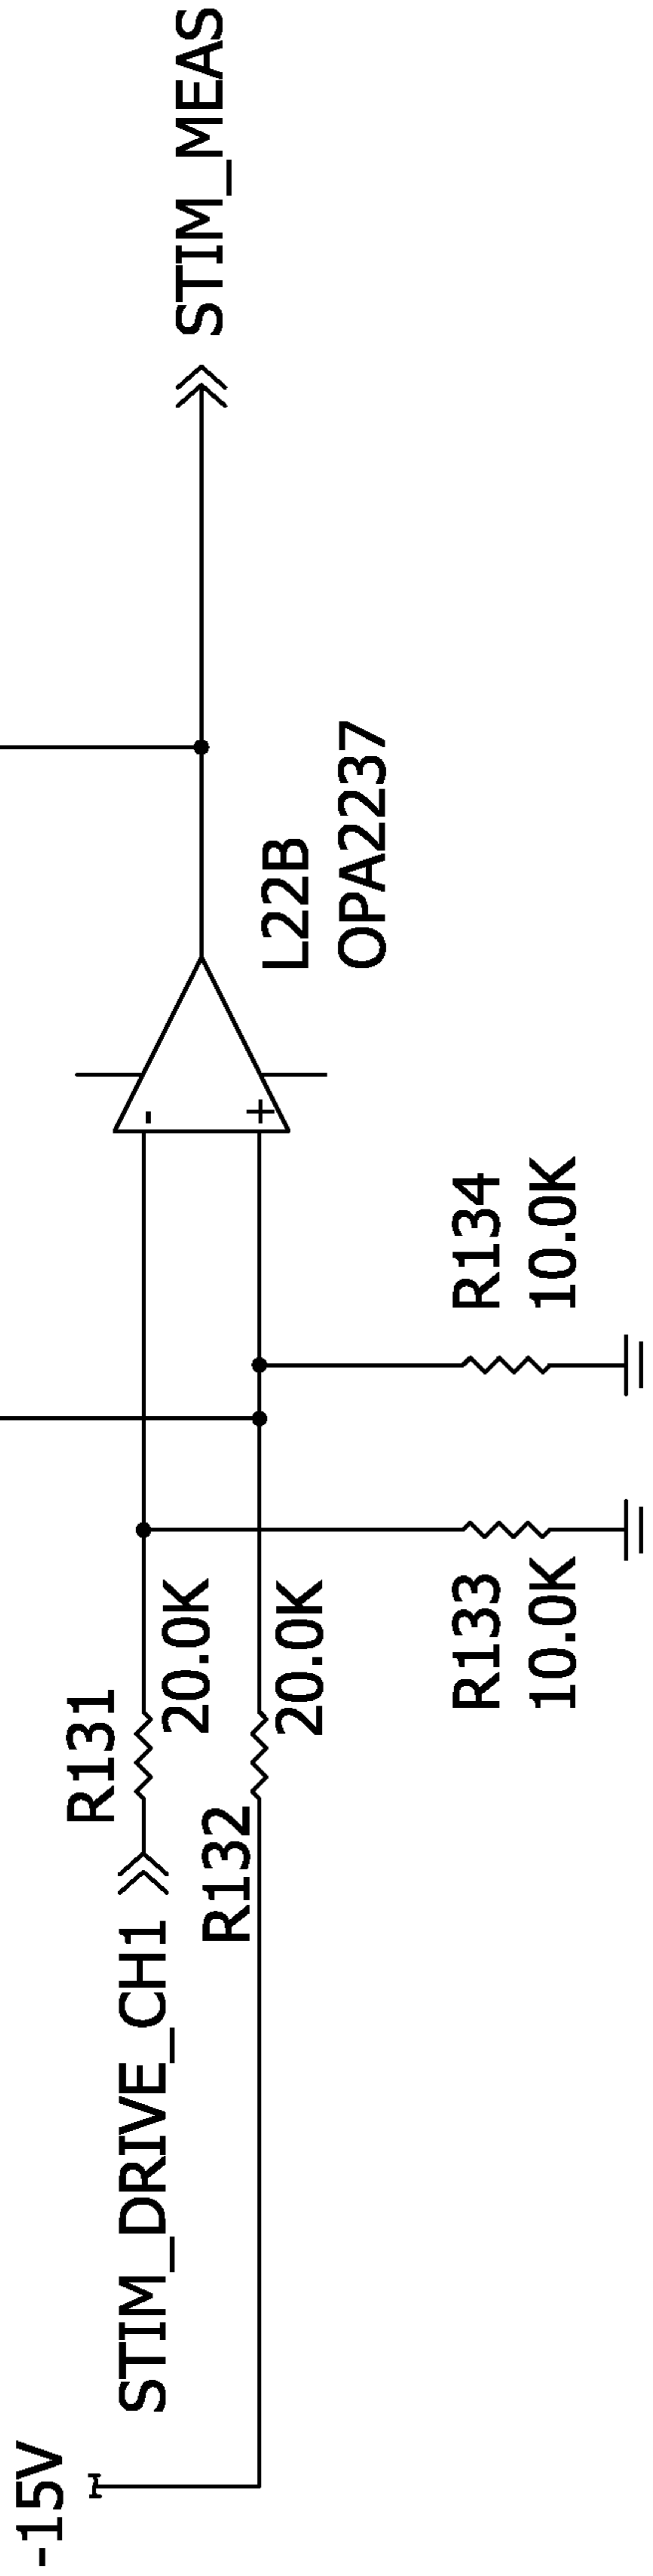 -15V
STIM_DRIVE_CH1
R131
20.0K
R132
20.0K
R133
10.0K
R134
10.0K
-
+
L22B
OPA2237
STIM_MEAS